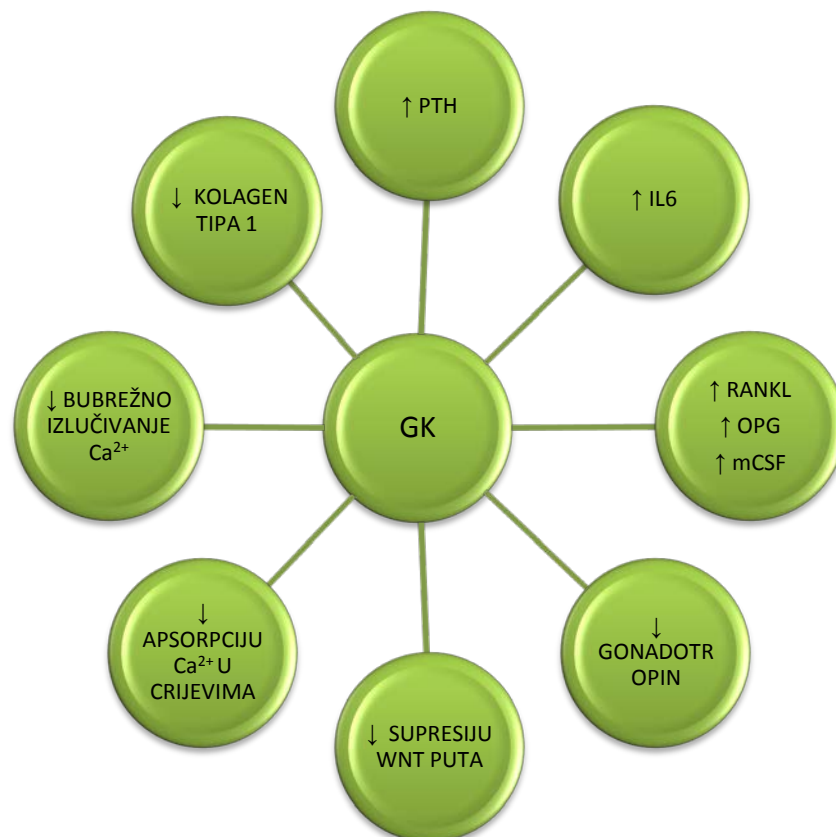 ↑ PTH
↑ IL6
↑ RANKL
↑ OPG
↑ mCSF
↓
GONADOTR
OPIN
↓ SUPRESIJU
WNT PUTA
↓
APSORPCIJU
Ca²⁺ U
CRIJEVIMA
↓ BUBREŽNO
IZLUČIVANJE
Ca²⁺
↓ KOLAGEN
TIPA 1
GK